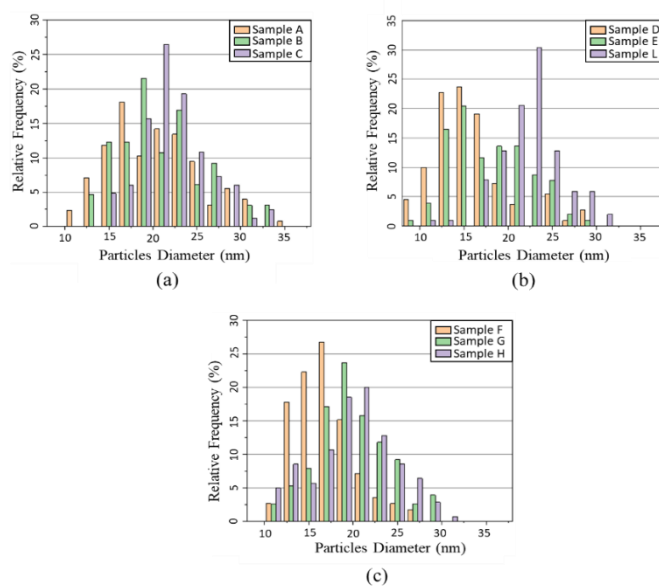 30
25
20
15
10
5
0
Relative Frequency (%)
Sample A
Sample B
Sample C
10 15 20 25 30 35
Particles Diameter (nm)
(a)
35
30
25
20
15
10
5
0
Relative Frequency (%)
Sample D
Sample E
Sample L
10 15 20 25 30 35
Particles Diameter (nm)
(b)
30
25
20
15
10
5
0
Relative Frequency (%)
Sample F
Sample G
Sample H
10 15 20 25 30 35
Particles Diameter (nm)
(c)